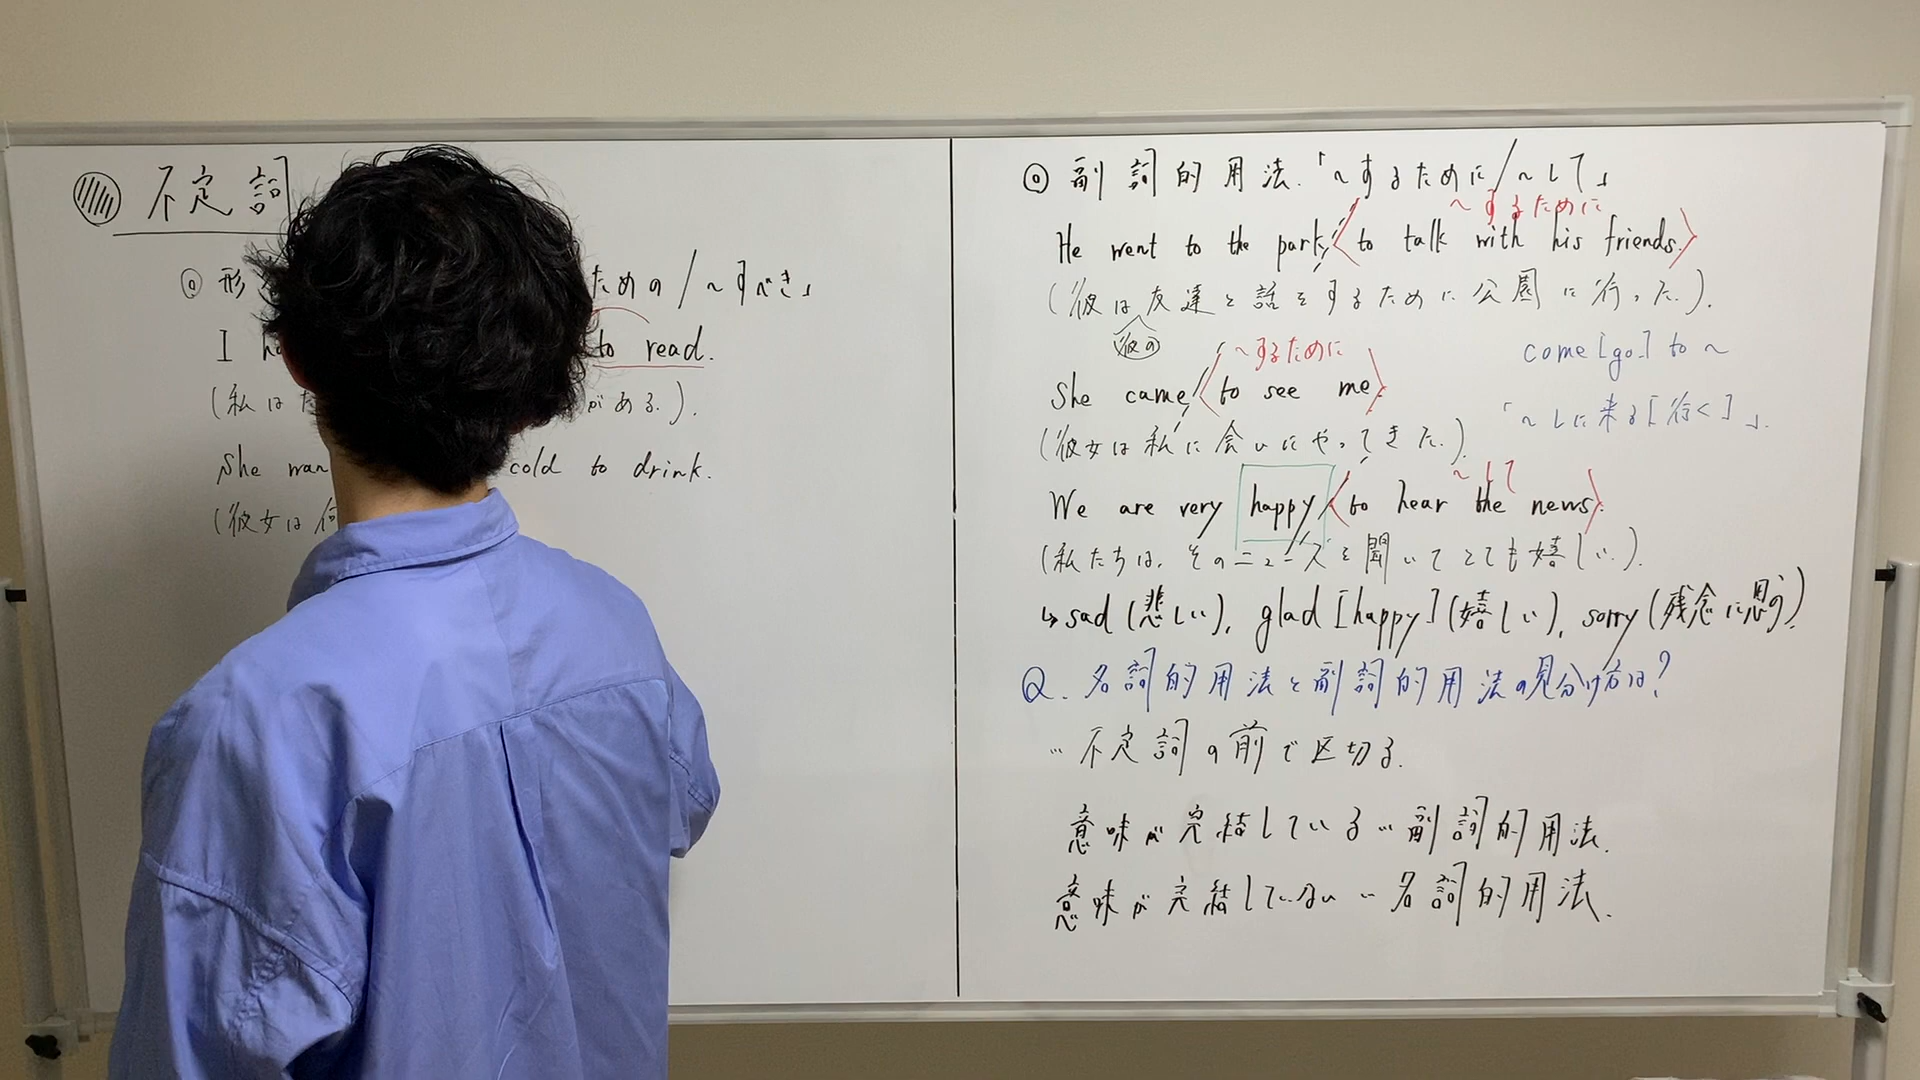 不定詞
形
ための/〜すべき」
I
to read.
(私は
がある.).
She
cold to drink.
(彼女は何
◎ 副詞的用法.「〜するために/〜して」
〜するために
He went to the park to talk with his friends.
(彼は友達と話をするために公園に行った.).
彼の
〜するために
come [go] to 〜
She came to see me.
「〜しに来る[行く]」.
(彼女は私に会いにやってきた.)
〜して
We are very happy to hear the news.
(私たちは、そのニュースを聞いてとても嬉しい.).
↳ sad (悲しい), glad [happy] (嬉しい), sorry (残念に思う).
Q. 名詞的用法と副詞的用法の見分け方は?
… 不定詞の前で区切る.
意味が完結している … 副詞的用法.
意味が完結していない … 名詞的用法.